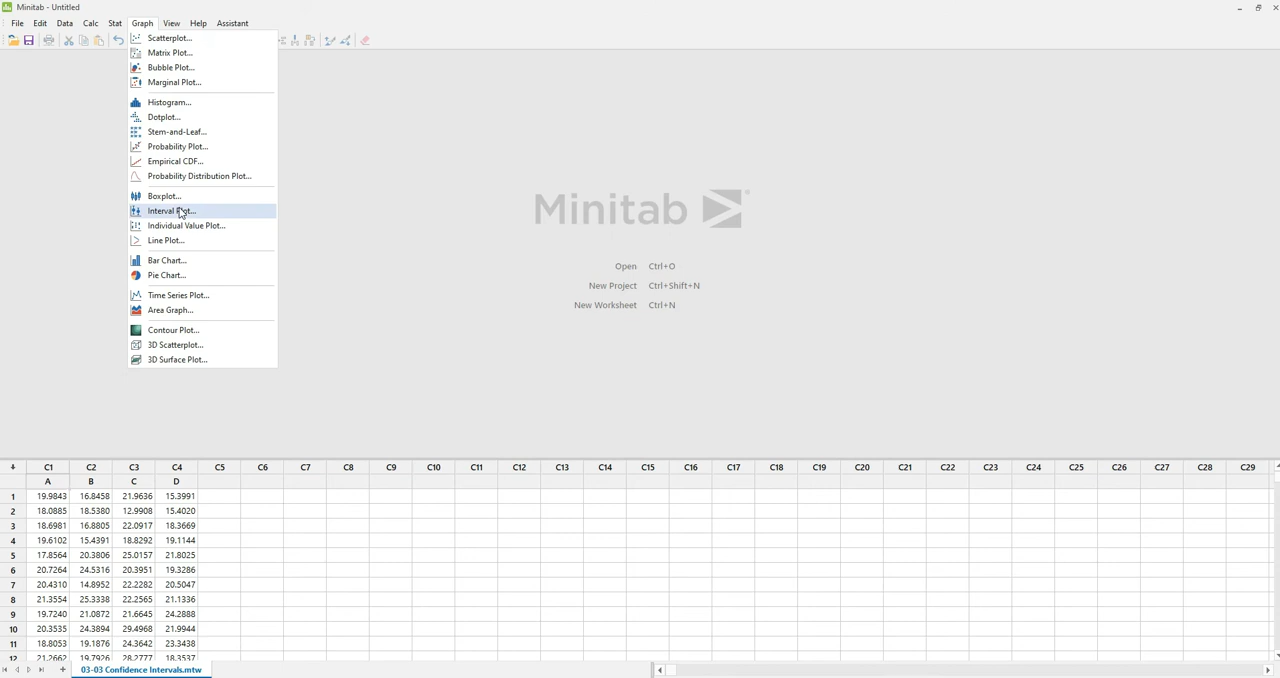 Minitab - Untitled
File Edit Data Calc Stat Graph View Help Assistant
Scatterplot...
Matrix Plot...
Bubble Plot...
Marginal Plot...
Histogram...
Dotplot...
Stem-and-Leaf...
Probability Plot...
Empirical CDF...
Probability Distribution Plot...
Boxplot...
Interval Plot...
Individual Value Plot...
Line Plot...
Bar Chart...
Pie Chart...
Time Series Plot...
Area Graph...
Contour Plot...
3D Scatterplot...
3D Surface Plot...
Minitab
Open Ctrl+O
New Project Ctrl+Shift+N
New Worksheet Ctrl+N
C1 C2 C3 C4 C5 C6 C7 C8 C9 C10 C11 C12 C13 C14 C15 C16 C17 C18 C19 C20 C21 C22 C23 C24 C25 C26 C27 C28 C29
A B C D
1 19.9843 16.8458 21.9636 15.3991
2 18.0885 18.5380 12.9908 15.4020
3 18.6981 16.8805 22.0917 18.3669
4 19.6102 15.4391 18.8292 19.1144
5 17.8564 20.3806 25.0157 21.8025
6 20.7264 24.5316 20.3951 19.3286
7 20.4310 14.8952 22.2282 20.5047
8 21.3554 25.3338 22.2565 21.1336
9 19.7240 21.0872 21.6645 24.2888
10 20.3535 24.3894 29.4968 21.9944
11 18.8053 19.1876 24.3642 23.3438
12 21.2662 19.7926 28.2777 18.3537
03-03 Confidence Intervals.mtw